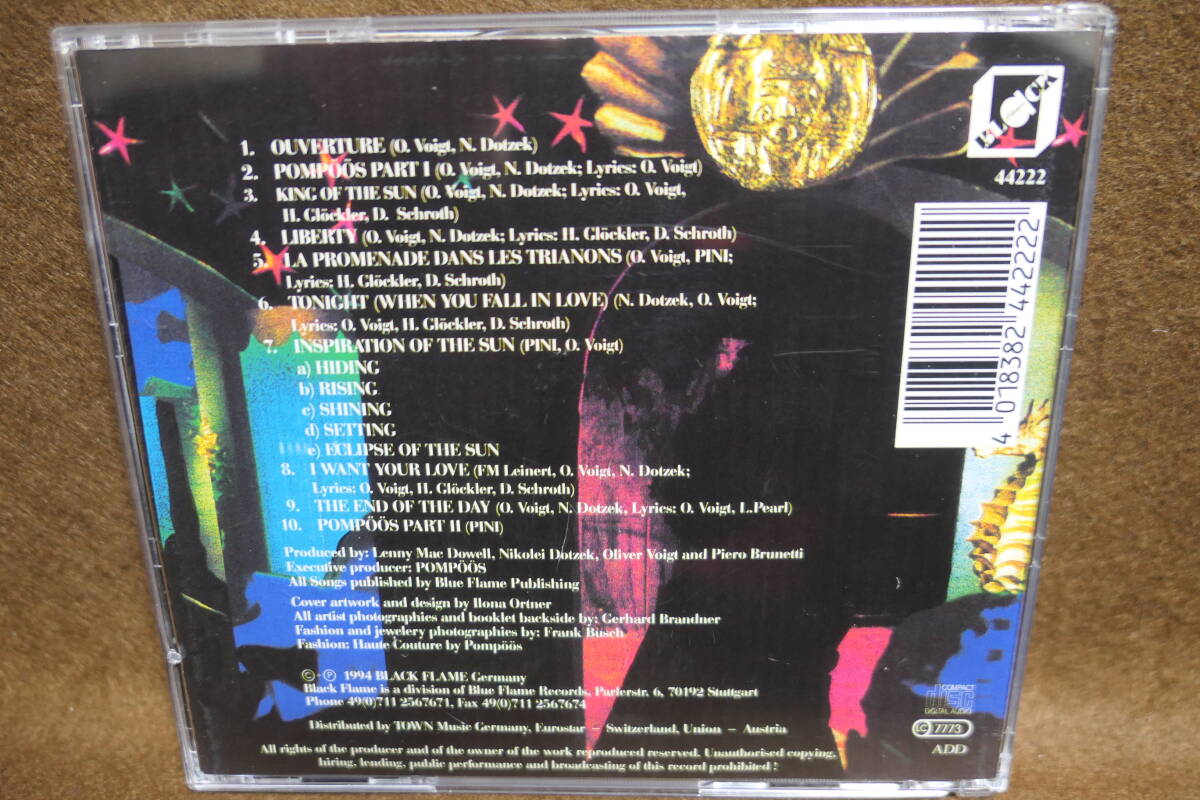 BLACK
44222
1. OUVERTURE (O. Voigt, N. Dotzek)
2. POMPÖÖS PART I (O. Voigt, N. Dotzek; Lyrics: O. Voigt)
3. KING OF THE SUN (O. Voigt, N. Dotzek; Lyrics: O. Voigt,
H. Glöckler, D. Schroth)
4. LIBERTY (O. Voigt, N. Dotzek; Lyrics: H. Glöckler, D. Schroth)
5. LA PROMENADE DANS LES TRIANONS (O. Voigt, PINI;
Lyrics: H. Glöckler, D. Schroth)
6. TONIGHT (WHEN YOU FALL IN LOVE) (N. Dotzek, O. Voigt;
Lyrics: O. Voigt, H. Glöckler, D. Schroth)
7. INSPIRATION OF THE SUN (PINI, O. Voigt)
a) HIDING
b) RISING
c) SHINING
d) SETTING
e) ECLIPSE OF THE SUN
8. I WANT YOUR LOVE (FM Leinert, O. Voigt, N. Dotzek;
Lyrics: O. Voigt, H. Glöckler, D. Schroth)
9. THE END OF THE DAY (O. Voigt, N. Dotzek, Lyrics: O. Voigt, L.Pearl)
10. POMPÖÖS PART II (PINI)
4 018382 442222
Produced by: Lenny Mac Dowell, Nikolei Dotzek, Oliver Voigt and Piero Brunetti
Executive producer: POMPÖÖS
All Songs published by Blue Flame Publishing
Cover artwork and design by Ilona Ortner
All artist photographies and booklet backside by: Gerhard Brandner
Fashion and jewelery photographies by: Frank Busch
Fashion: Haute Couture by Pompöös
© + ℗ 1994 BLACK FLAME Germany
Black Flame is a division of Blue Flame Records, Parlerstr. 6, 70192 Stuttgart
Phone 49(0)711 2567671, Fax 49(0)711 2567674
COMPACT
disc
DIGITAL AUDIO
LC 7773
ADD
Distributed by TOWN Music Germany, Eurostar – Switzerland, Union – Austria
All rights of the producer and of the owner of the work reproduced reserved. Unauthorised copying,
hiring, lending, public performance and broadcasting of this record prohibited !